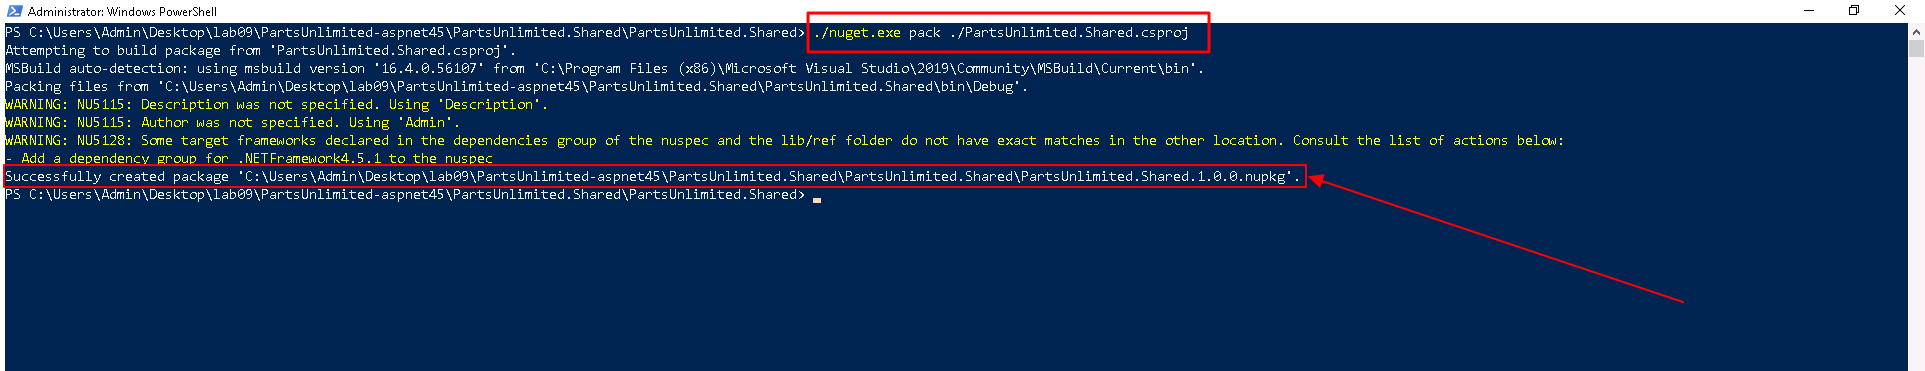 Administrator: Windows PowerShell
PS C:\Users\Admin\Desktop\lab09\PartsUnlimited-aspnet45\PartsUnlimited.Shared\PartsUnlimited.Shared> ./nuget.exe pack ./PartsUnlimited.Shared.csproj
Attempting to build package from 'PartsUnlimited.Shared.csproj'.
MSBuild auto-detection: using msbuild version '16.4.0.56107' from 'C:\Program Files (x86)\Microsoft Visual Studio\2019\Community\MSBuild\Current\bin'.
Packing files from 'C:\Users\Admin\Desktop\lab09\PartsUnlimited-aspnet45\PartsUnlimited.Shared\PartsUnlimited.Shared\bin\Debug'.
WARNING: NU5115: Description was not specified. Using 'Description'.
WARNING: NU5115: Author was not specified. Using 'Admin'.
WARNING: NU5128: Some target frameworks declared in the dependencies group of the nuspec and the lib/ref folder do not have exact matches in the other location. Consult the list of actions below:
- Add a dependency group for .NETFramework4.5.1 to the nuspec
Successfully created package 'C:\Users\Admin\Desktop\lab09\PartsUnlimited-aspnet45\PartsUnlimited.Shared\PartsUnlimited.Shared\PartsUnlimited.Shared.1.0.0.nupkg'.
PS C:\Users\Admin\Desktop\lab09\PartsUnlimited-aspnet45\PartsUnlimited.Shared\PartsUnlimited.Shared>